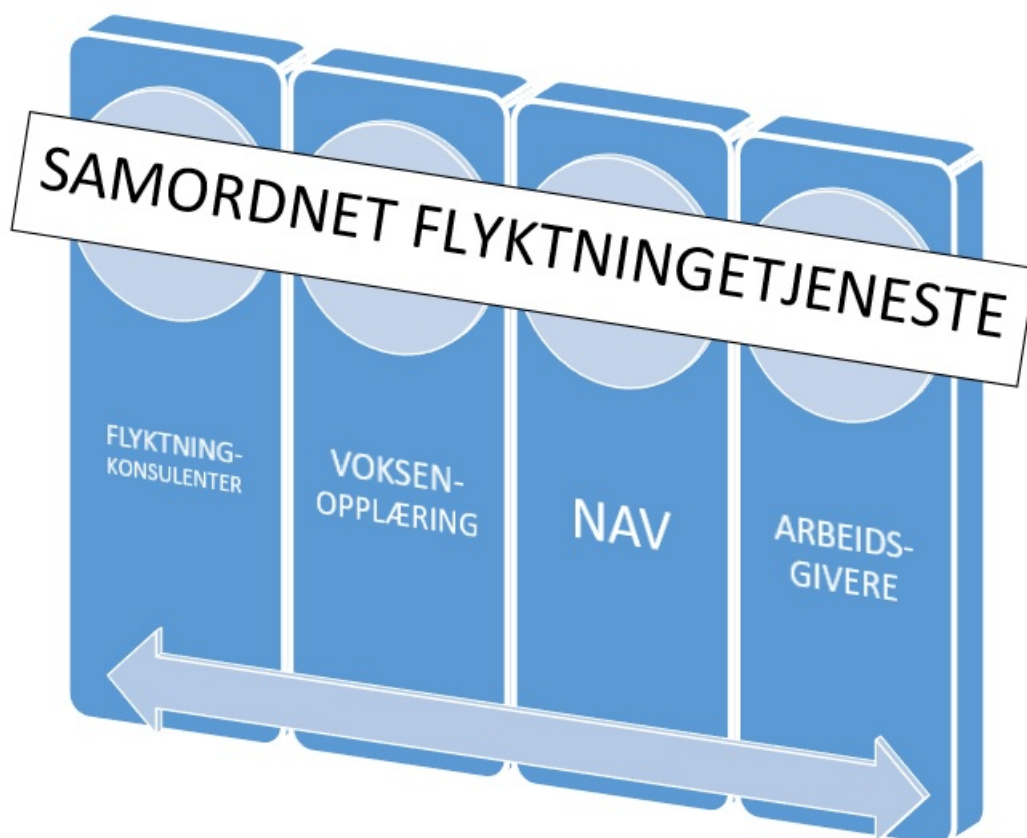 SAMORDNET FLYKTNINGETJENESTE
FLYKTNING-
KONSULENTER
VOKSEN-
OPPLÆRING
NAV
ARBEIDS-
GIVERE